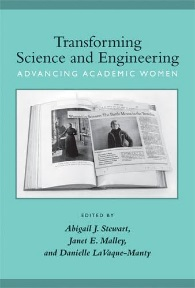 Transforming
Science and Engineering
ADVANCING ACADEMIC WOMEN
EDITED BY
Abigail J. Stewart,
Janet E. Malley,
and Danielle LaVaque-Manty